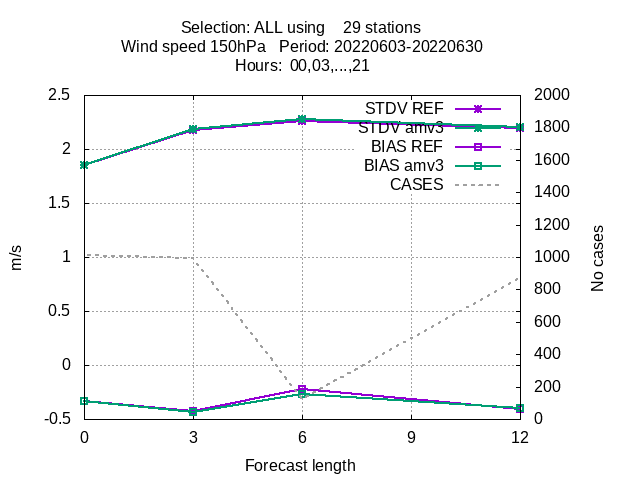 Selection: ALL using    29 stations
Wind speed 150hPa   Period: 20220603-20220630
Hours:  00,03,...,21
2.5
2
1.5
1
0.5
0
-0.5
m/s
STDV REF
STDV amv3
BIAS REF
BIAS amv3
CASES
2000
1800
1600
1400
1200
1000
800
600
400
200
0
No cases
0
3
6
9
12
Forecast length